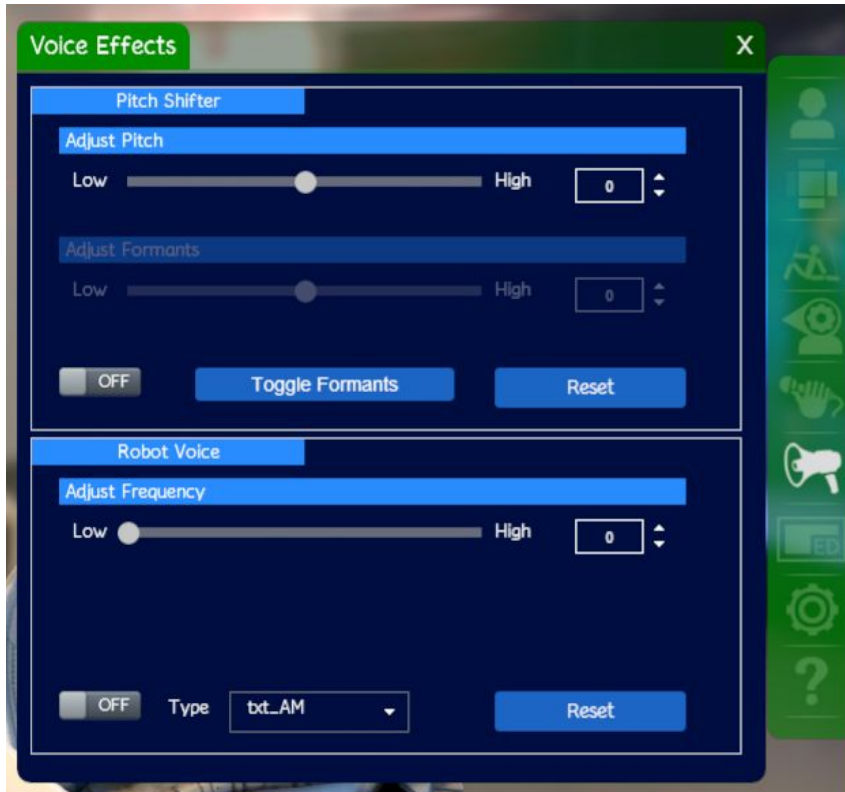 Voice Effects X
Pitch Shifter
Adjust Pitch
Low High 0
Adjust Formants
Low High 0
OFF Toggle Formants Reset
Robot Voice
Adjust Frequency
Low High 0
ED
OFF Type txt_AM Reset
?